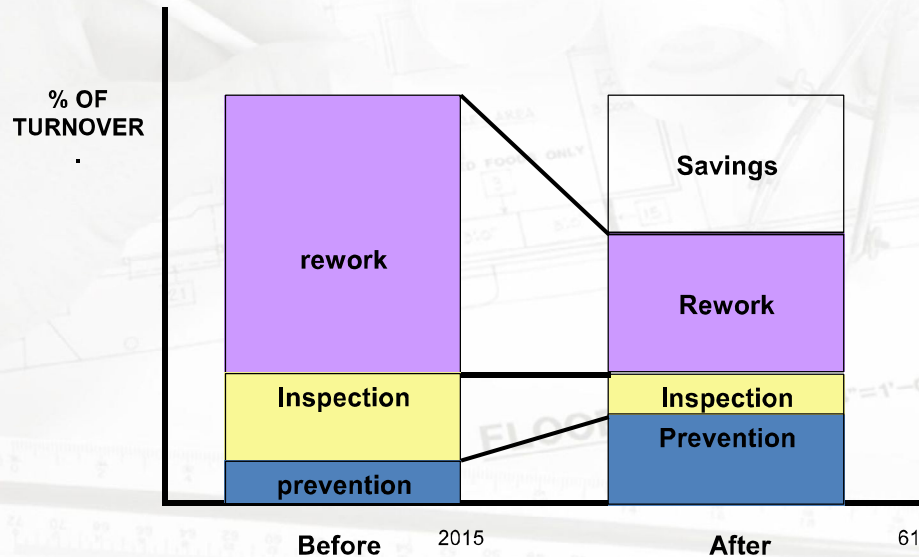 % OF
TURNOVER
.
rework
Inspection
prevention
Savings
Rework
Inspection
Prevention
Before
2015
After
61